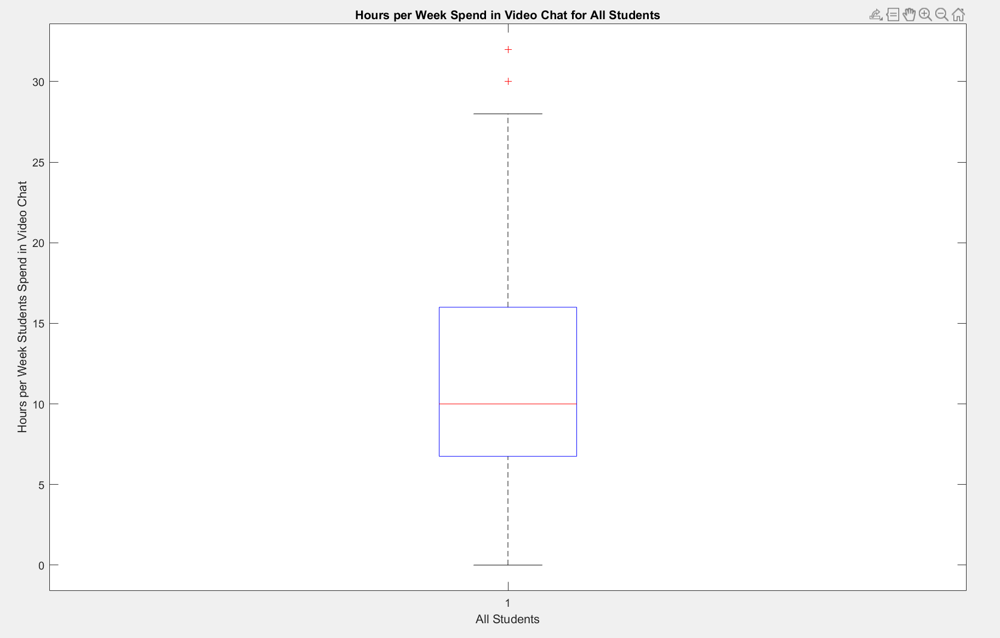 Hours per Week Spend in Video Chat for All Students
Hours per Week Students Spend in Video Chat
30
25
20
15
10
5
0
1
All Students